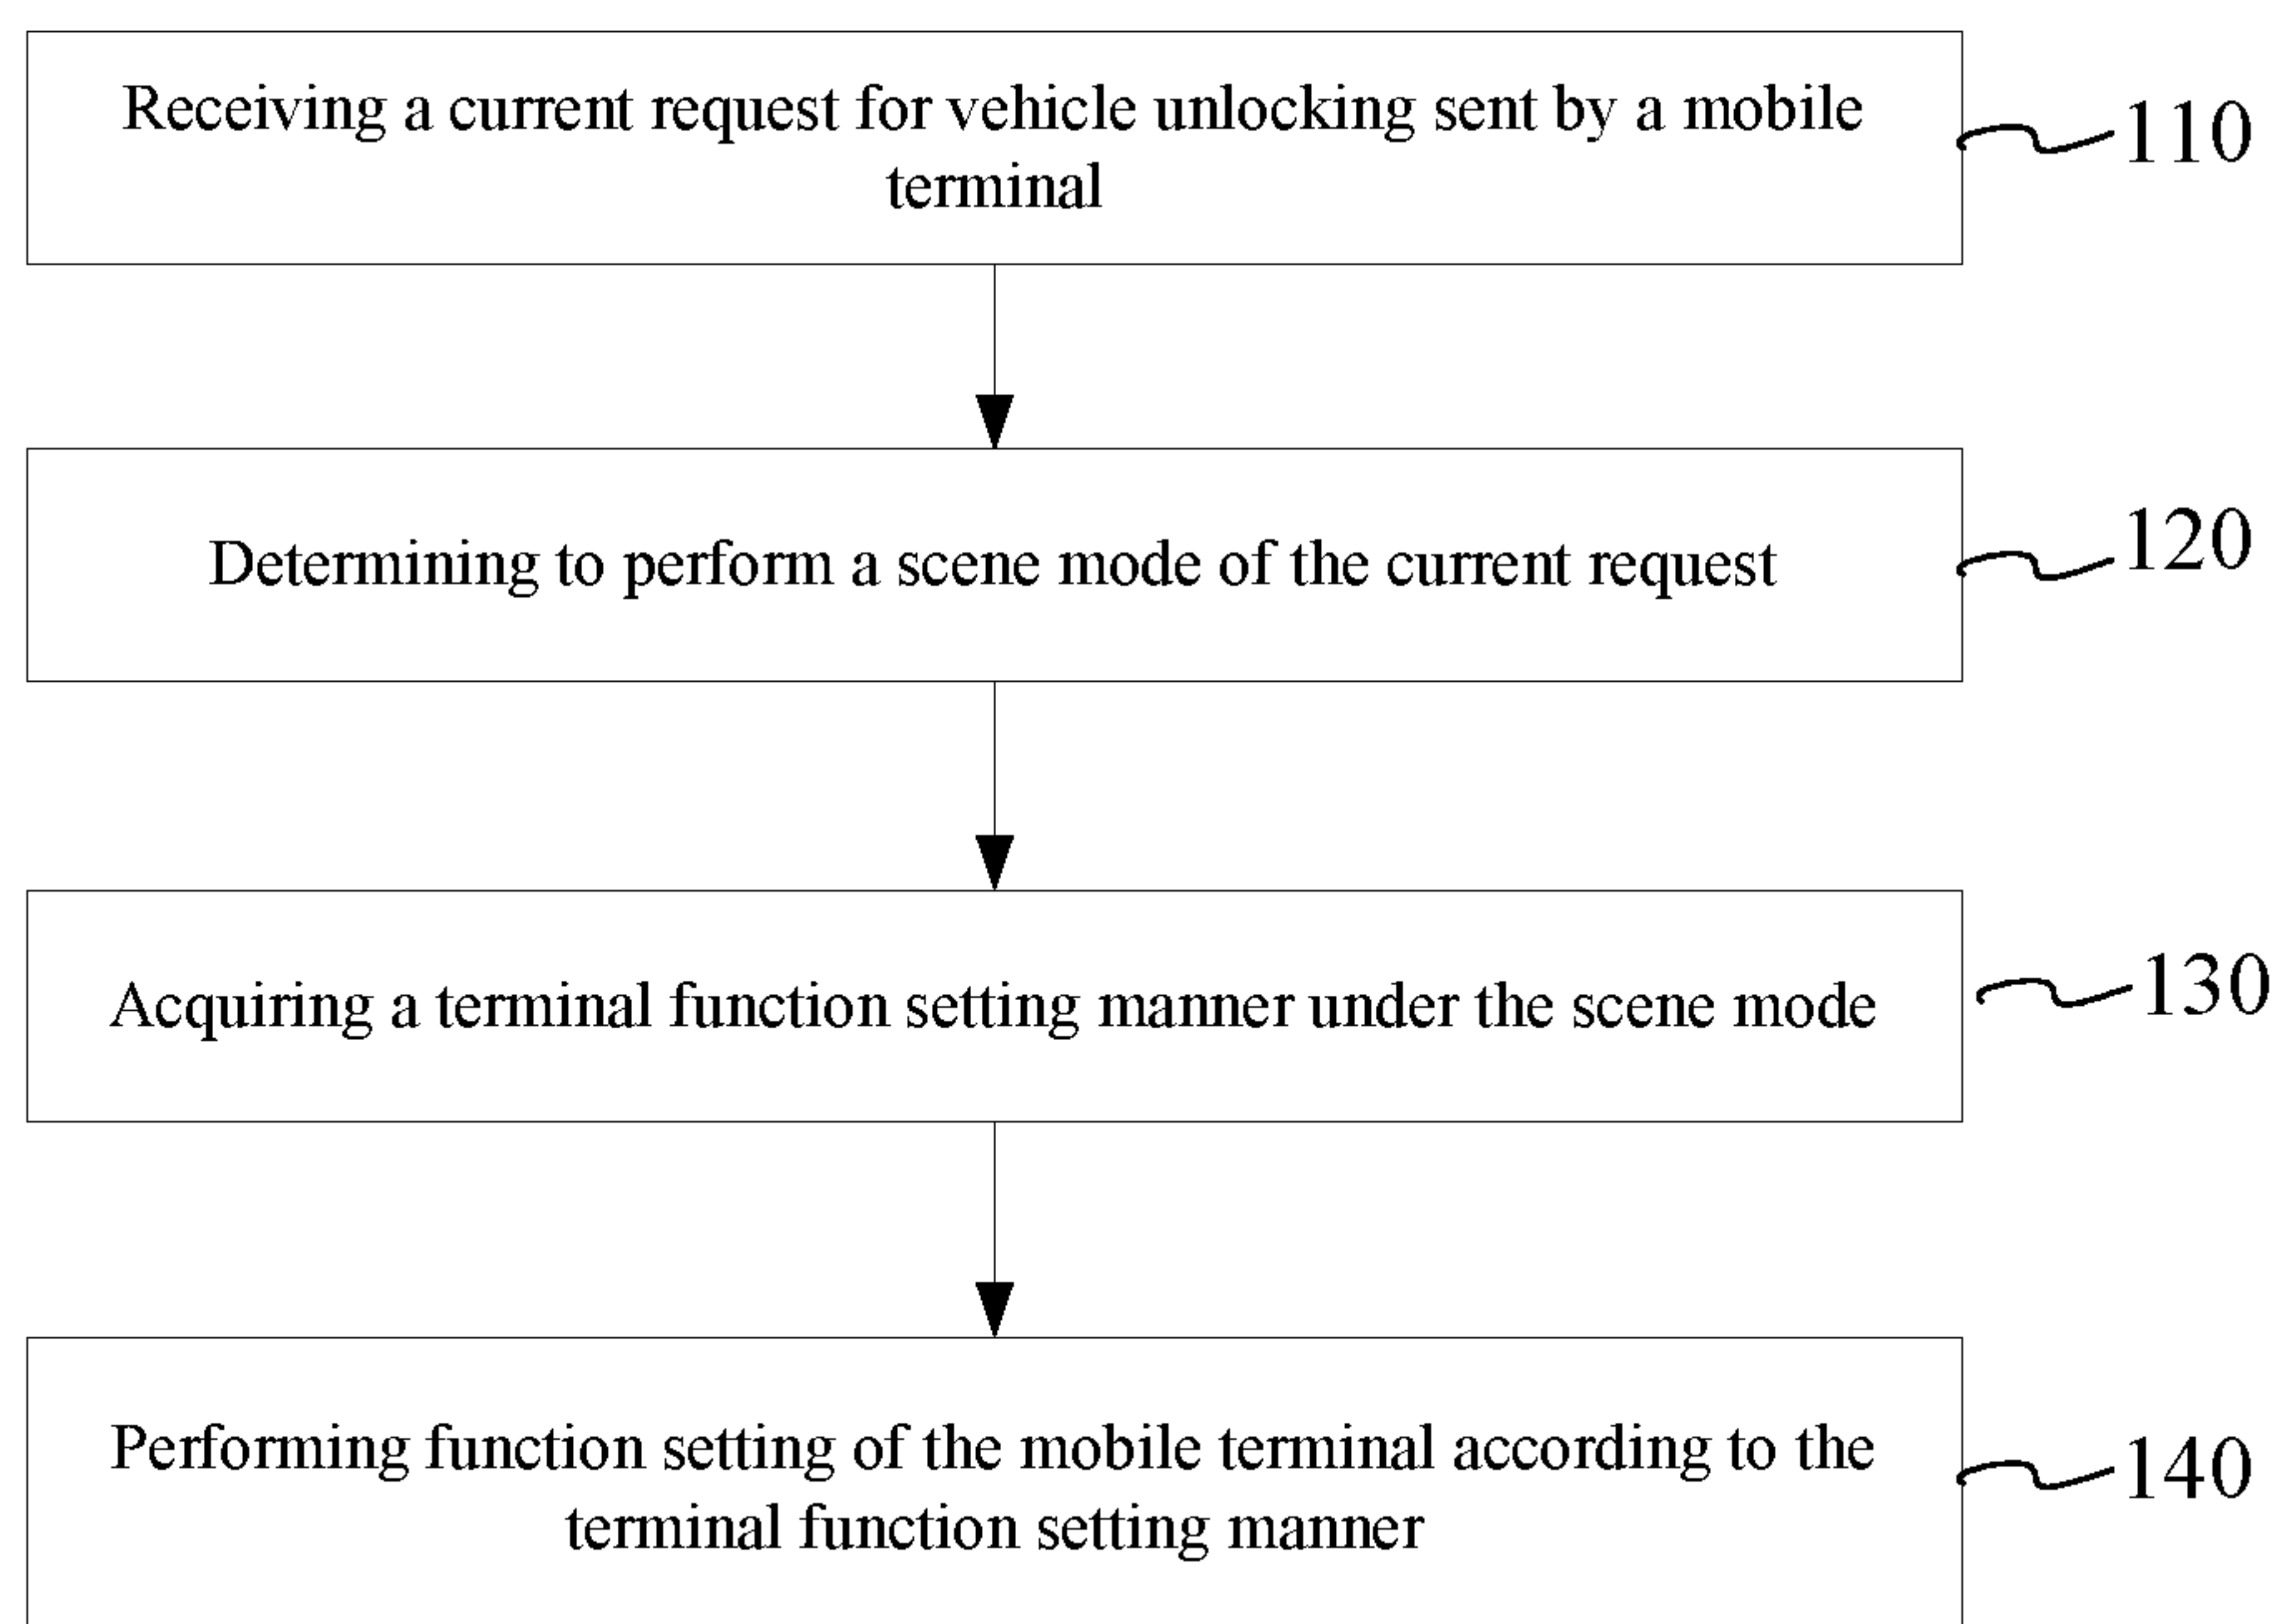 Receiving a current request for vehicle unlocking sent by a mobile
terminal
110
Determining to perform a scene mode of the current request
120
Acquiring a terminal function setting manner under the scene mode
130
Performing function setting of the mobile terminal according to the
terminal function setting manner
140